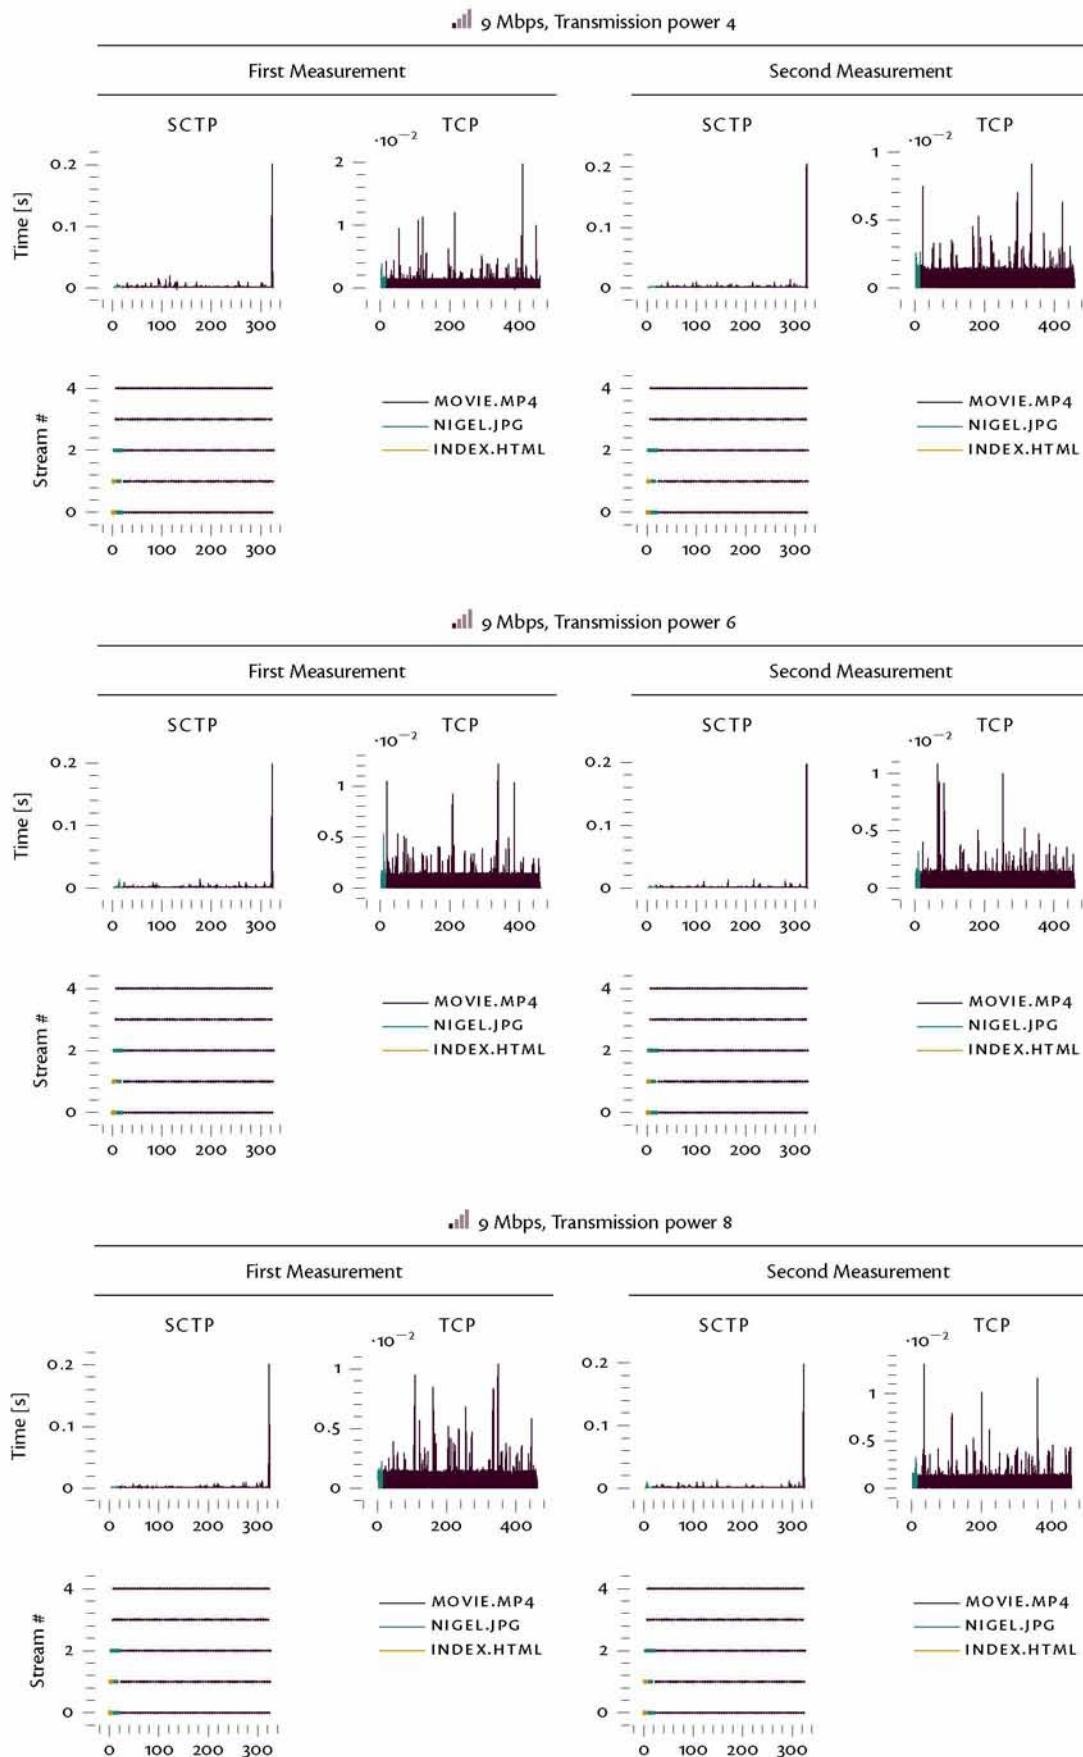 9 Mbps, Transmission power 4
First Measurement
Second Measurement
SCTP
TCP
SCTP
TCP
·10−2
·10−2
Time [s]
0.2
0.1
0
0 100 200 300
2
1
0
0 200 400
0.2
0.1
0
0 100 200 300
1
0.5
0
0 200 400
Stream #
4
2
0
0 100 200 300
MOVIE.MP4
NIGEL.JPG
INDEX.HTML
4
2
0
0 100 200 300
MOVIE.MP4
NIGEL.JPG
INDEX.HTML
9 Mbps, Transmission power 6
First Measurement
Second Measurement
SCTP
TCP
SCTP
TCP
·10−2
·10−2
Time [s]
0.2
0.1
0
0 100 200 300
1
0.5
0
0 200 400
0.2
0.1
0
0 100 200 300
1
0.5
0
0 200 400
Stream #
4
2
0
0 100 200 300
MOVIE.MP4
NIGEL.JPG
INDEX.HTML
4
2
0
0 100 200 300
MOVIE.MP4
NIGEL.JPG
INDEX.HTML
9 Mbps, Transmission power 8
First Measurement
Second Measurement
SCTP
TCP
SCTP
TCP
·10−2
·10−2
Time [s]
0.2
0.1
0
0 100 200 300
1
0.5
0
0 200 400
0.2
0.1
0
0 100 200 300
1
0.5
0
0 200 400
Stream #
4
2
0
0 100 200 300
MOVIE.MP4
NIGEL.JPG
INDEX.HTML
4
2
0
0 100 200 300
MOVIE.MP4
NIGEL.JPG
INDEX.HTML